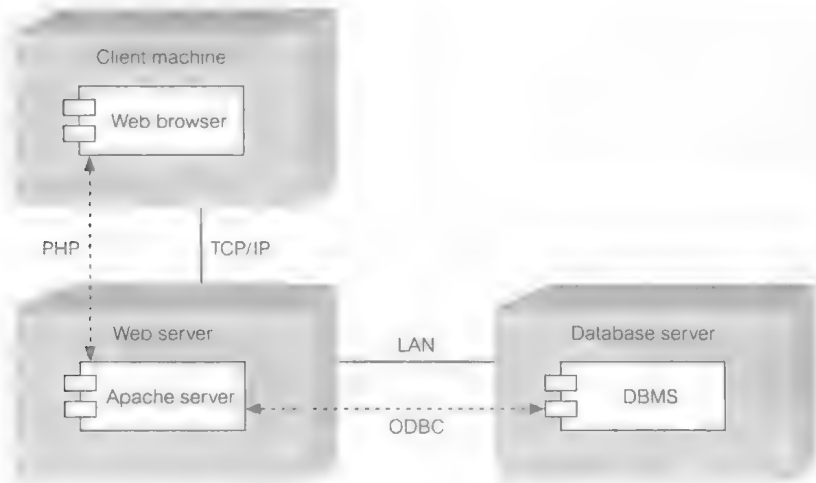 Client machine
Web browser
PHP
TCP/IP
Web server
Apache server
LAN
ODBC
Database server
DBMS